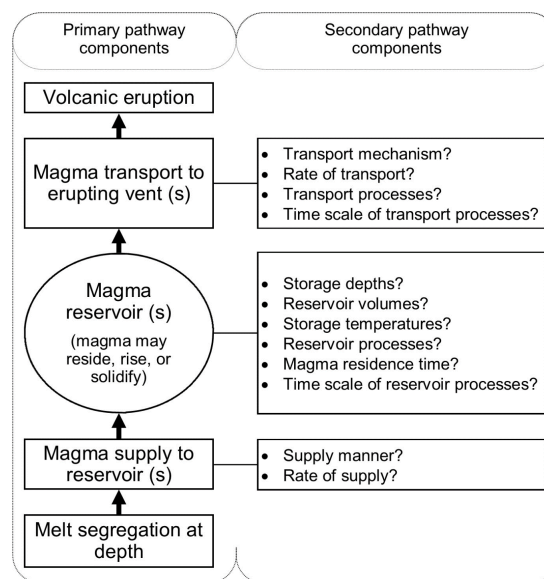 Primary pathway
components
Secondary pathway
components
Volcanic eruption
Magma transport to
erupting vent (s)
• Transport mechanism?
• Rate of transport?
• Transport processes?
• Time scale of transport processes?
Magma
reservoir (s)
(magma may
reside, rise, or
solidify)
• Storage depths?
• Reservoir volumes?
• Storage temperatures?
• Reservoir processes?
• Magma residence time?
• Time scale of reservoir processes?
Magma supply to
reservoir (s)
• Supply manner?
• Rate of supply?
Melt segregation at
depth